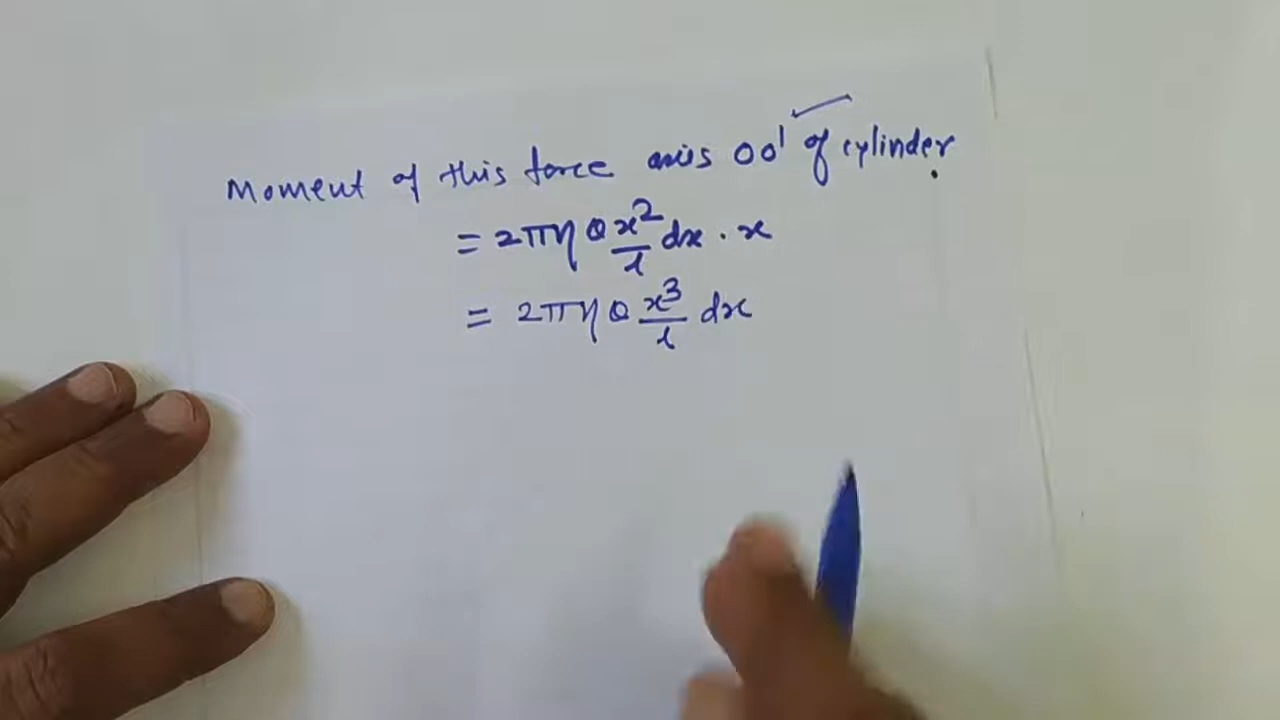 Moment of this force axis OO' of cylinder.
= 2πηθ x²/l dx . x
= 2πηθ x³/l dx